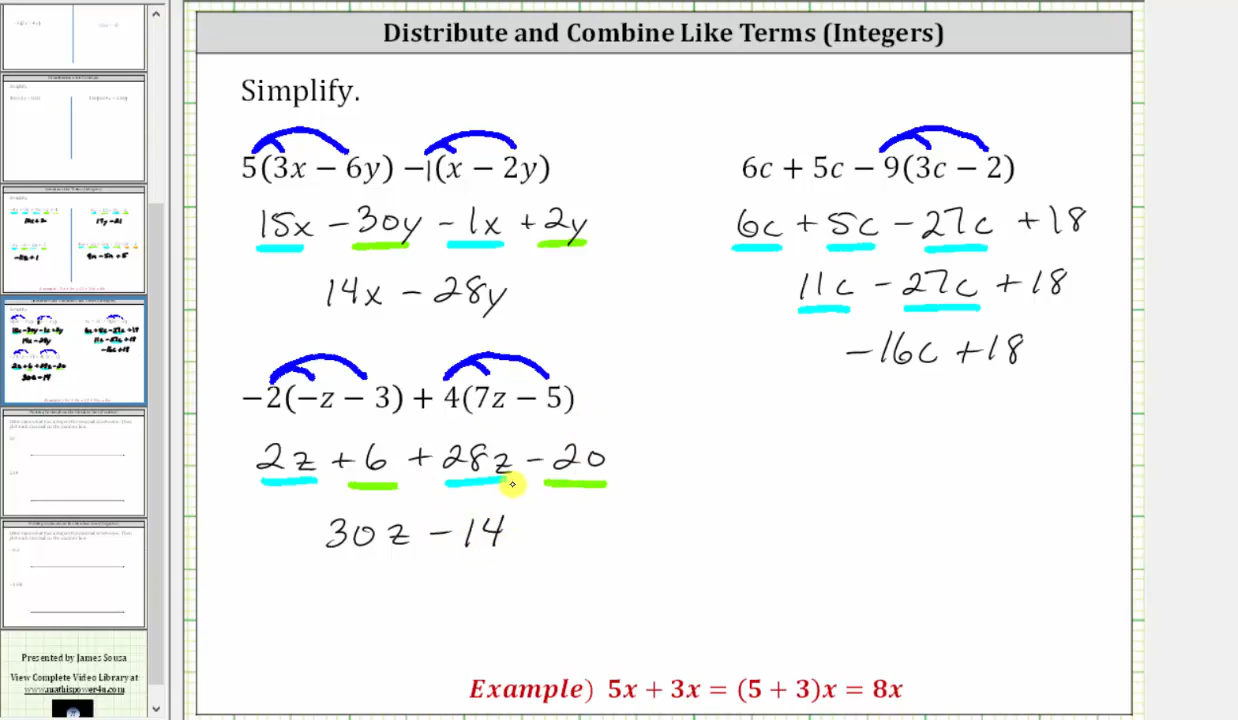 Distribute and Combine Like Terms (Integers)
Simplify.
5(3x − 6y) −1(x − 2y)
15x − 30y − 1x + 2y
14x − 28y
−2(−z − 3) + 4(7z − 5)
2z + 6 + 28z − 20
30z − 14
6c + 5c − 9(3c − 2)
6c + 5c − 27c + 18
11c − 27c + 18
−16c + 18
Example) 5x + 3x = (5 + 3)x = 8x
Presented by James Sousa
View Complete Video Library at
www.mathispower4u.com